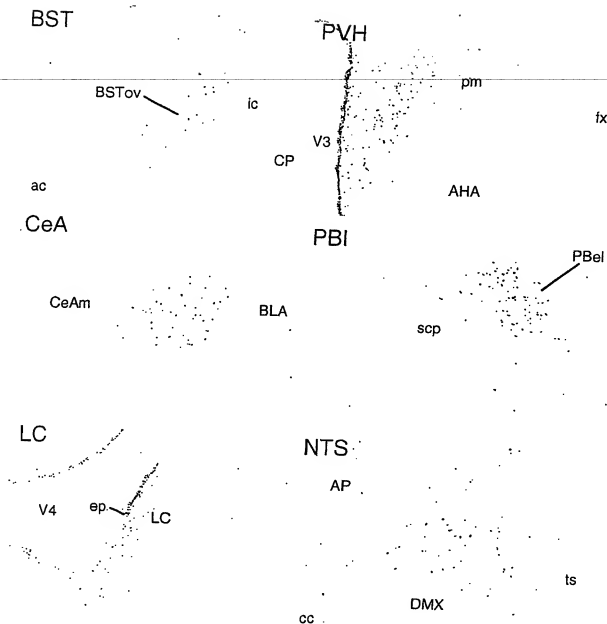 BST
PVH
BSTov
ic
pm
fx
V3
CP
ac
AHA
CeA
PBl
PBel
CeAm
BLA
scp
LC
NTS
AP
V4
ep
LC
ts
DMX
cc